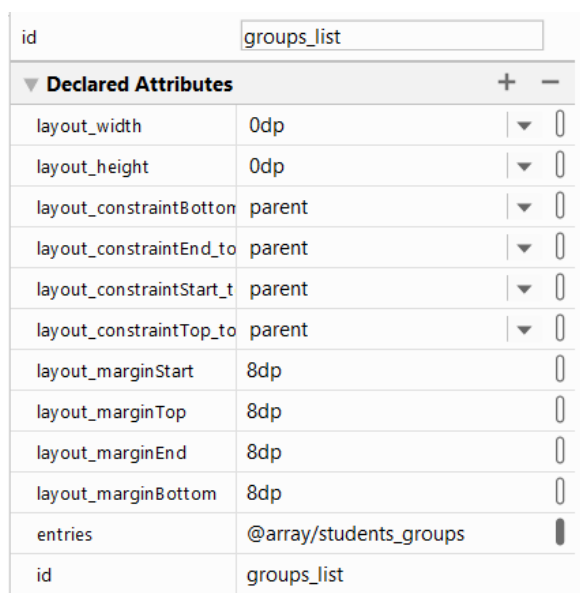 id groups_list
Declared Attributes + −
layout_width 0dp
layout_height 0dp
layout_constraintBottom parent
layout_constraintEnd_to parent
layout_constraintStart_t parent
layout_constraintTop_to parent
layout_marginStart 8dp
layout_marginTop 8dp
layout_marginEnd 8dp
layout_marginBottom 8dp
entries @array/students_groups
id groups_list